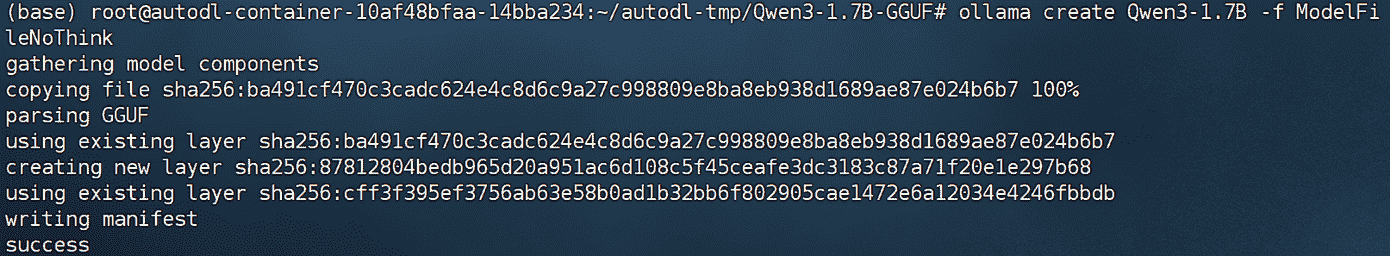 (base) root@autodl-container-10af48bfaa-14bba234:~/autodl-tmp/Qwen3-1.7B-GGUF# ollama create Qwen3-1.7B -f ModelFi
leNoThink
gathering model components
copying file sha256:ba491cf470c3cadc624e4c8d6c9a27c998809e8ba8eb938d1689ae87e024b6b7 100%
parsing GGUF
using existing layer sha256:ba491cf470c3cadc624e4c8d6c9a27c998809e8ba8eb938d1689ae87e024b6b7
creating new layer sha256:87812804bedb965d20a951ac6d108c5f45ceafe3dc3183c87a71f20e1e297b68
using existing layer sha256:cff3f395ef3756ab63e58b0ad1b32bb6f802905cae1472e6a12034e4246fbbdb
writing manifest
success